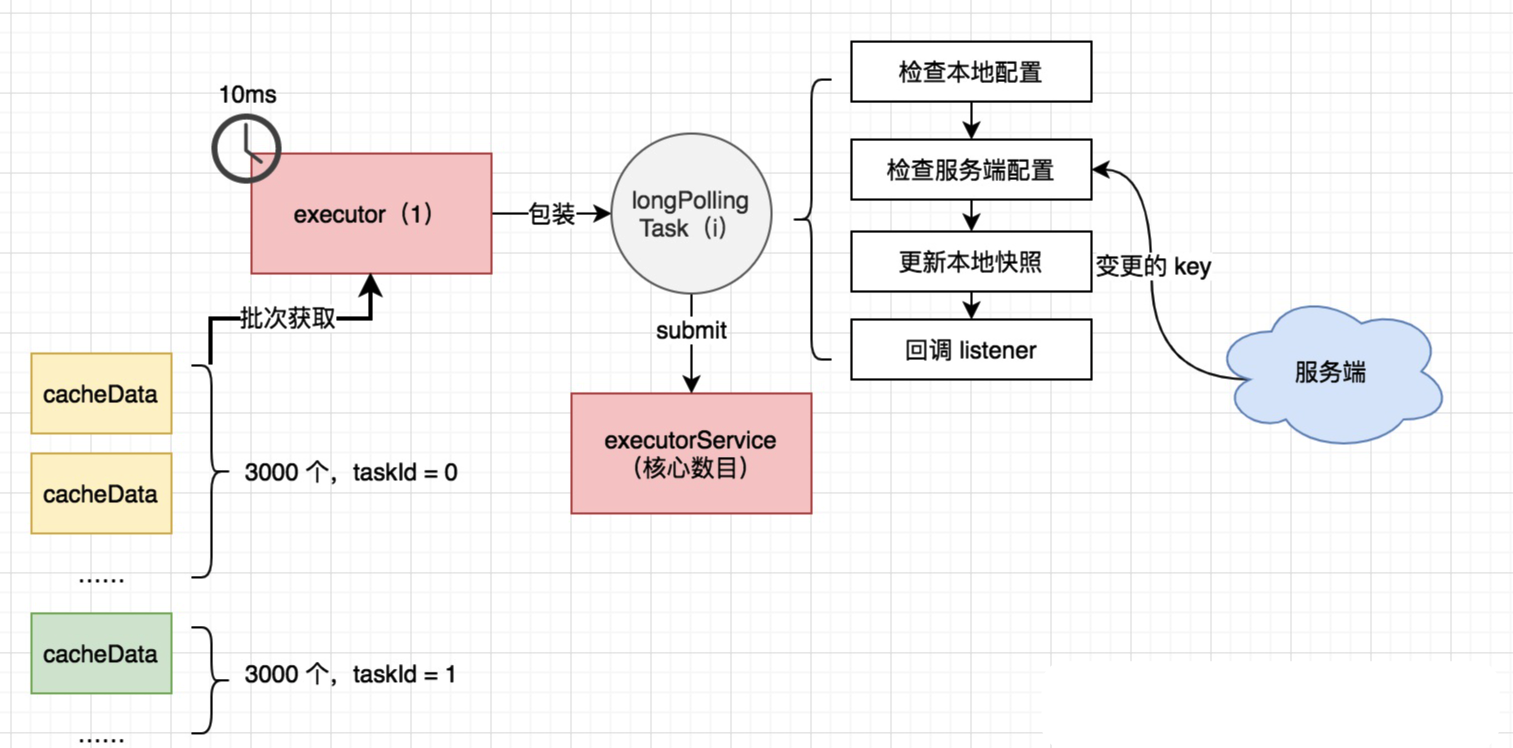 10ms
executor（1）
包装
longPolling
Task（i）
submit
executorService
（核心数目）
批次获取
cacheData
cacheData
......
3000 个，taskId = 0
cacheData
......
3000 个，taskId = 1
检查本地配置
检查服务端配置
更新本地快照
回调 listener
变更的 key
服务端